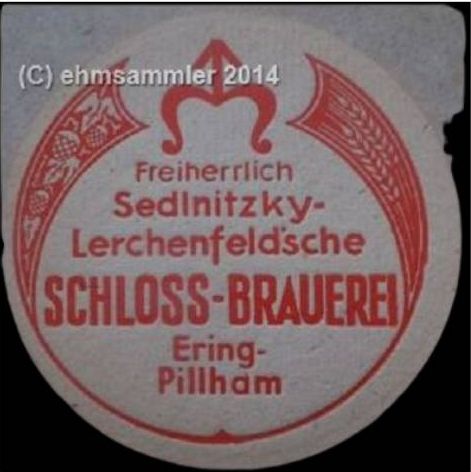 (C) ehmsammler 2014
Freiherrlich
Sedlnitzky-
Lerchenfeld'sche
SCHLOSS-BRAUEREI
Ering-
Pillham